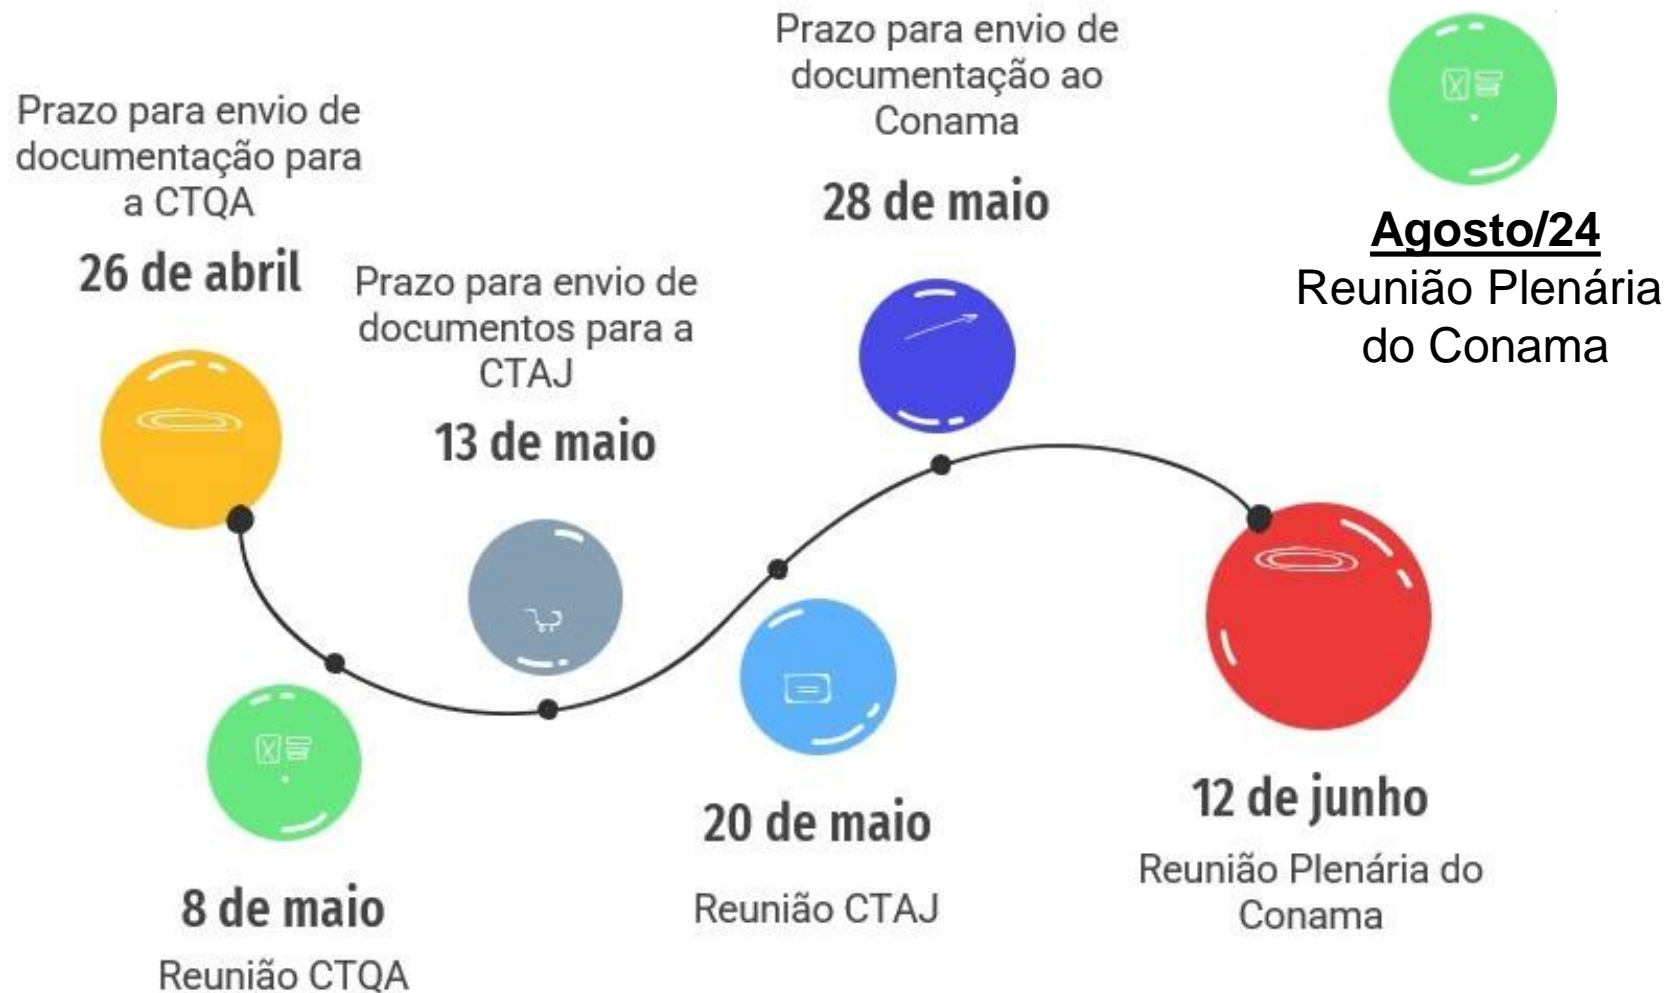 Prazo para envio de
documentação para
a CTQA
26 de abril
8 de maio
Reunião CTQA
Prazo para envio de
documentos para a
CTAJ
13 de maio
20 de maio
Reunião CTAJ
Prazo para envio de
documentação ao
Conama
28 de maio
12 de junho
Reunião Plenária do
Conama
Agosto/24
Reunião Plenária
do Conama